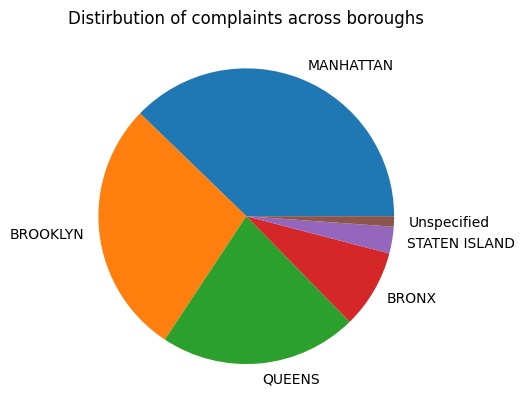 Distirbution of complaints across boroughs
MANHATTAN
BROOKLYN
Unspecified
STATEN ISLAND
BRONX
QUEENS